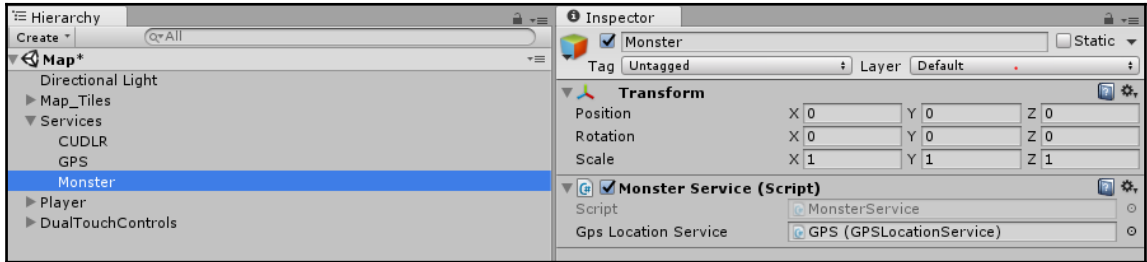 Hierarchy
Create
All
Map*
Directional Light
Map_Tiles
Services
CUDLR
GPS
Monster
Player
DualTouchControls
Inspector
Monster Static
Tag Untagged Layer Default
Transform
Position X 0 Y 0 Z 0
Rotation X 0 Y 0 Z 0
Scale X 1 Y 1 Z 1
Monster Service (Script)
Script MonsterService
Gps Location Service GPS (GPSLocationService)